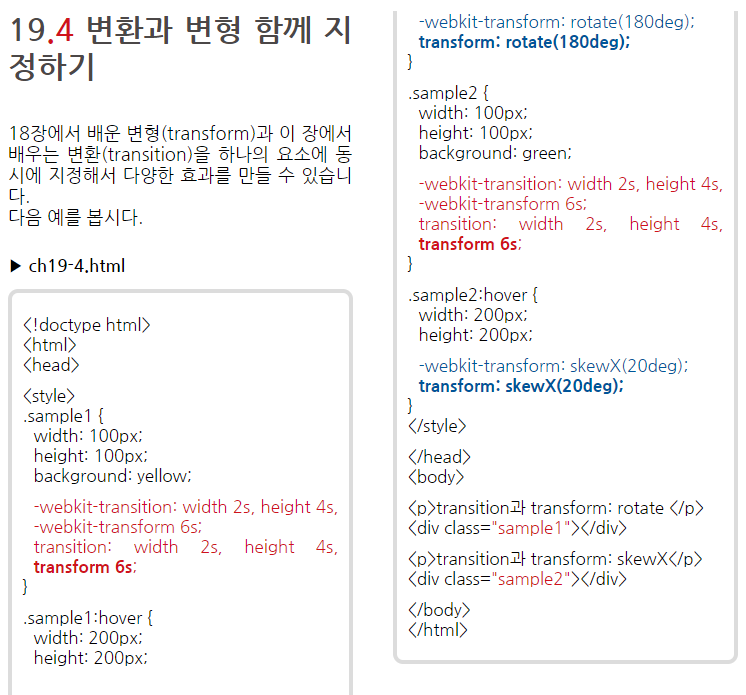 19.4 변환과 변형 함께 지
정하기
18장에서 배운 변형(transform)과 이 장에서
배우는 변환(transition)을 하나의 요소에 동
시에 지정해서 다양한 효과를 만들 수 있습니
다.
다음 예를 봅시다.
▶ ch19-4.html
<!doctype html>
<html>
<head>
<style>
.sample1 {
width: 100px;
height: 100px;
background: yellow;
-webkit-transition: width 2s, height 4s,
-webkit-transform 6s;
transition: width 2s, height 4s,
transform 6s;
}
.sample1:hover {
width: 200px;
height: 200px;
-webkit-transform: rotate(180deg);
transform: rotate(180deg);
}
.sample2 {
width: 100px;
height: 100px;
background: green;
-webkit-transition: width 2s, height 4s,
-webkit-transform 6s;
transition: width 2s, height 4s,
transform 6s;
}
.sample2:hover {
width: 200px;
height: 200px;
-webkit-transform: skewX(20deg);
transform: skewX(20deg);
}
</style>
</head>
<body>
<p>transition과 transform: rotate </p>
<div class="sample1"></div>
<p>transition과 transform: skewX</p>
<div class="sample2"></div>
</body>
</html>